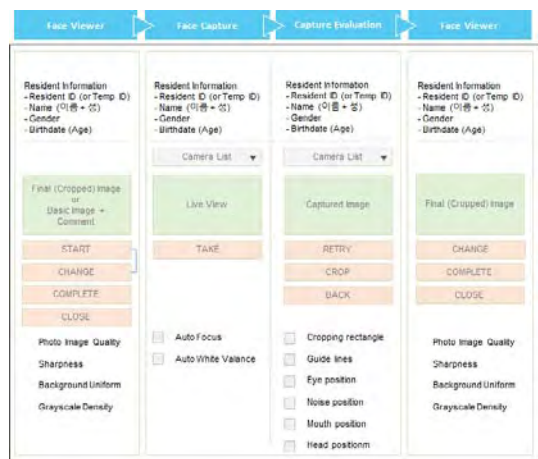 Face Viewer
Face Capture
Capture Evaluation
Face Viewer
Resident Information
- Resident ID (or Temp ID)
- Name (이름 + 성)
- Gender
- Birthdate (Age)
Final (Cropped) Image
or
Basic Image +
Comment
START
CHANGE
COMPLETE
CLOSE
Photo Image Quality
Sharpness
Background Uniform
Grayscale Density
Resident Information
- Resident ID (or Temp ID)
- Name (이름 + 성)
- Gender
- Birthdate (Age)
Camera List
Live View
TAKE
Auto Focus
Auto White Valance
Resident Information
- Resident ID (or Temp ID)
- Name (이름 + 성)
- Gender
- Birthdate (Age)
Camera List
Captured Image
RETRY
CROP
BACK
Cropping rectangle
Guide lines
Eye position
Noise position
Mouth position
Head positionm
Resident Information
- Resident ID (or Temp ID)
- Name (이름 + 성)
- Gender
- Birthdate (Age)
Final (Cropped) Image
CHANGE
COMPLETE
CLOSE
Photo Image Quality
Sharpness
Background Uniform
Grayscale Density